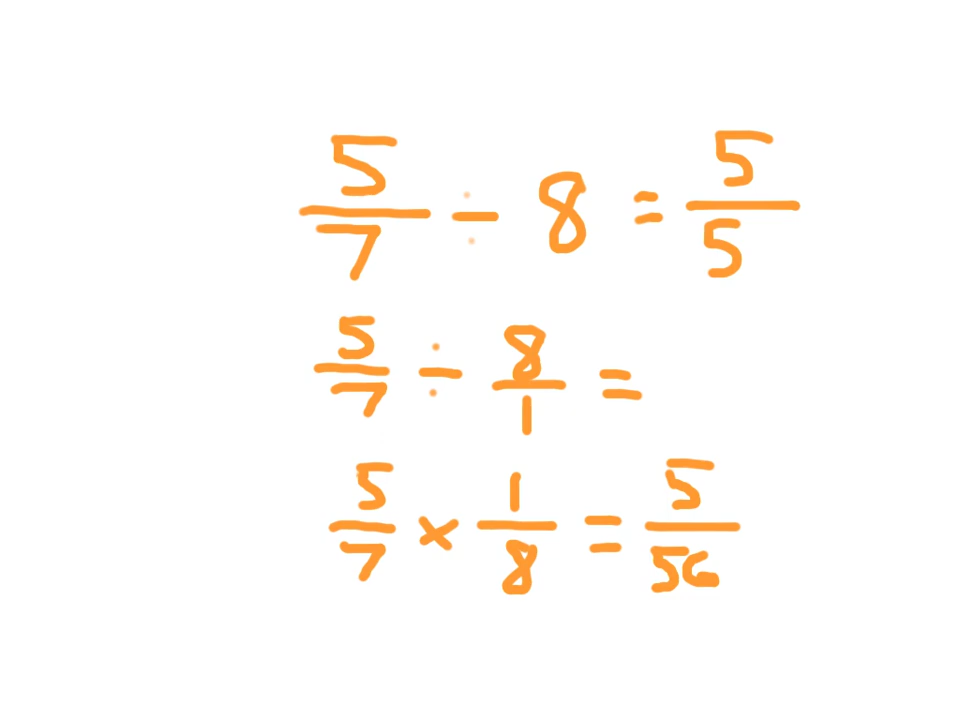 5/7 ÷ 8 = 5/5
5/7 ÷ 8/1 =
5/7 × 1/8 = 5/56